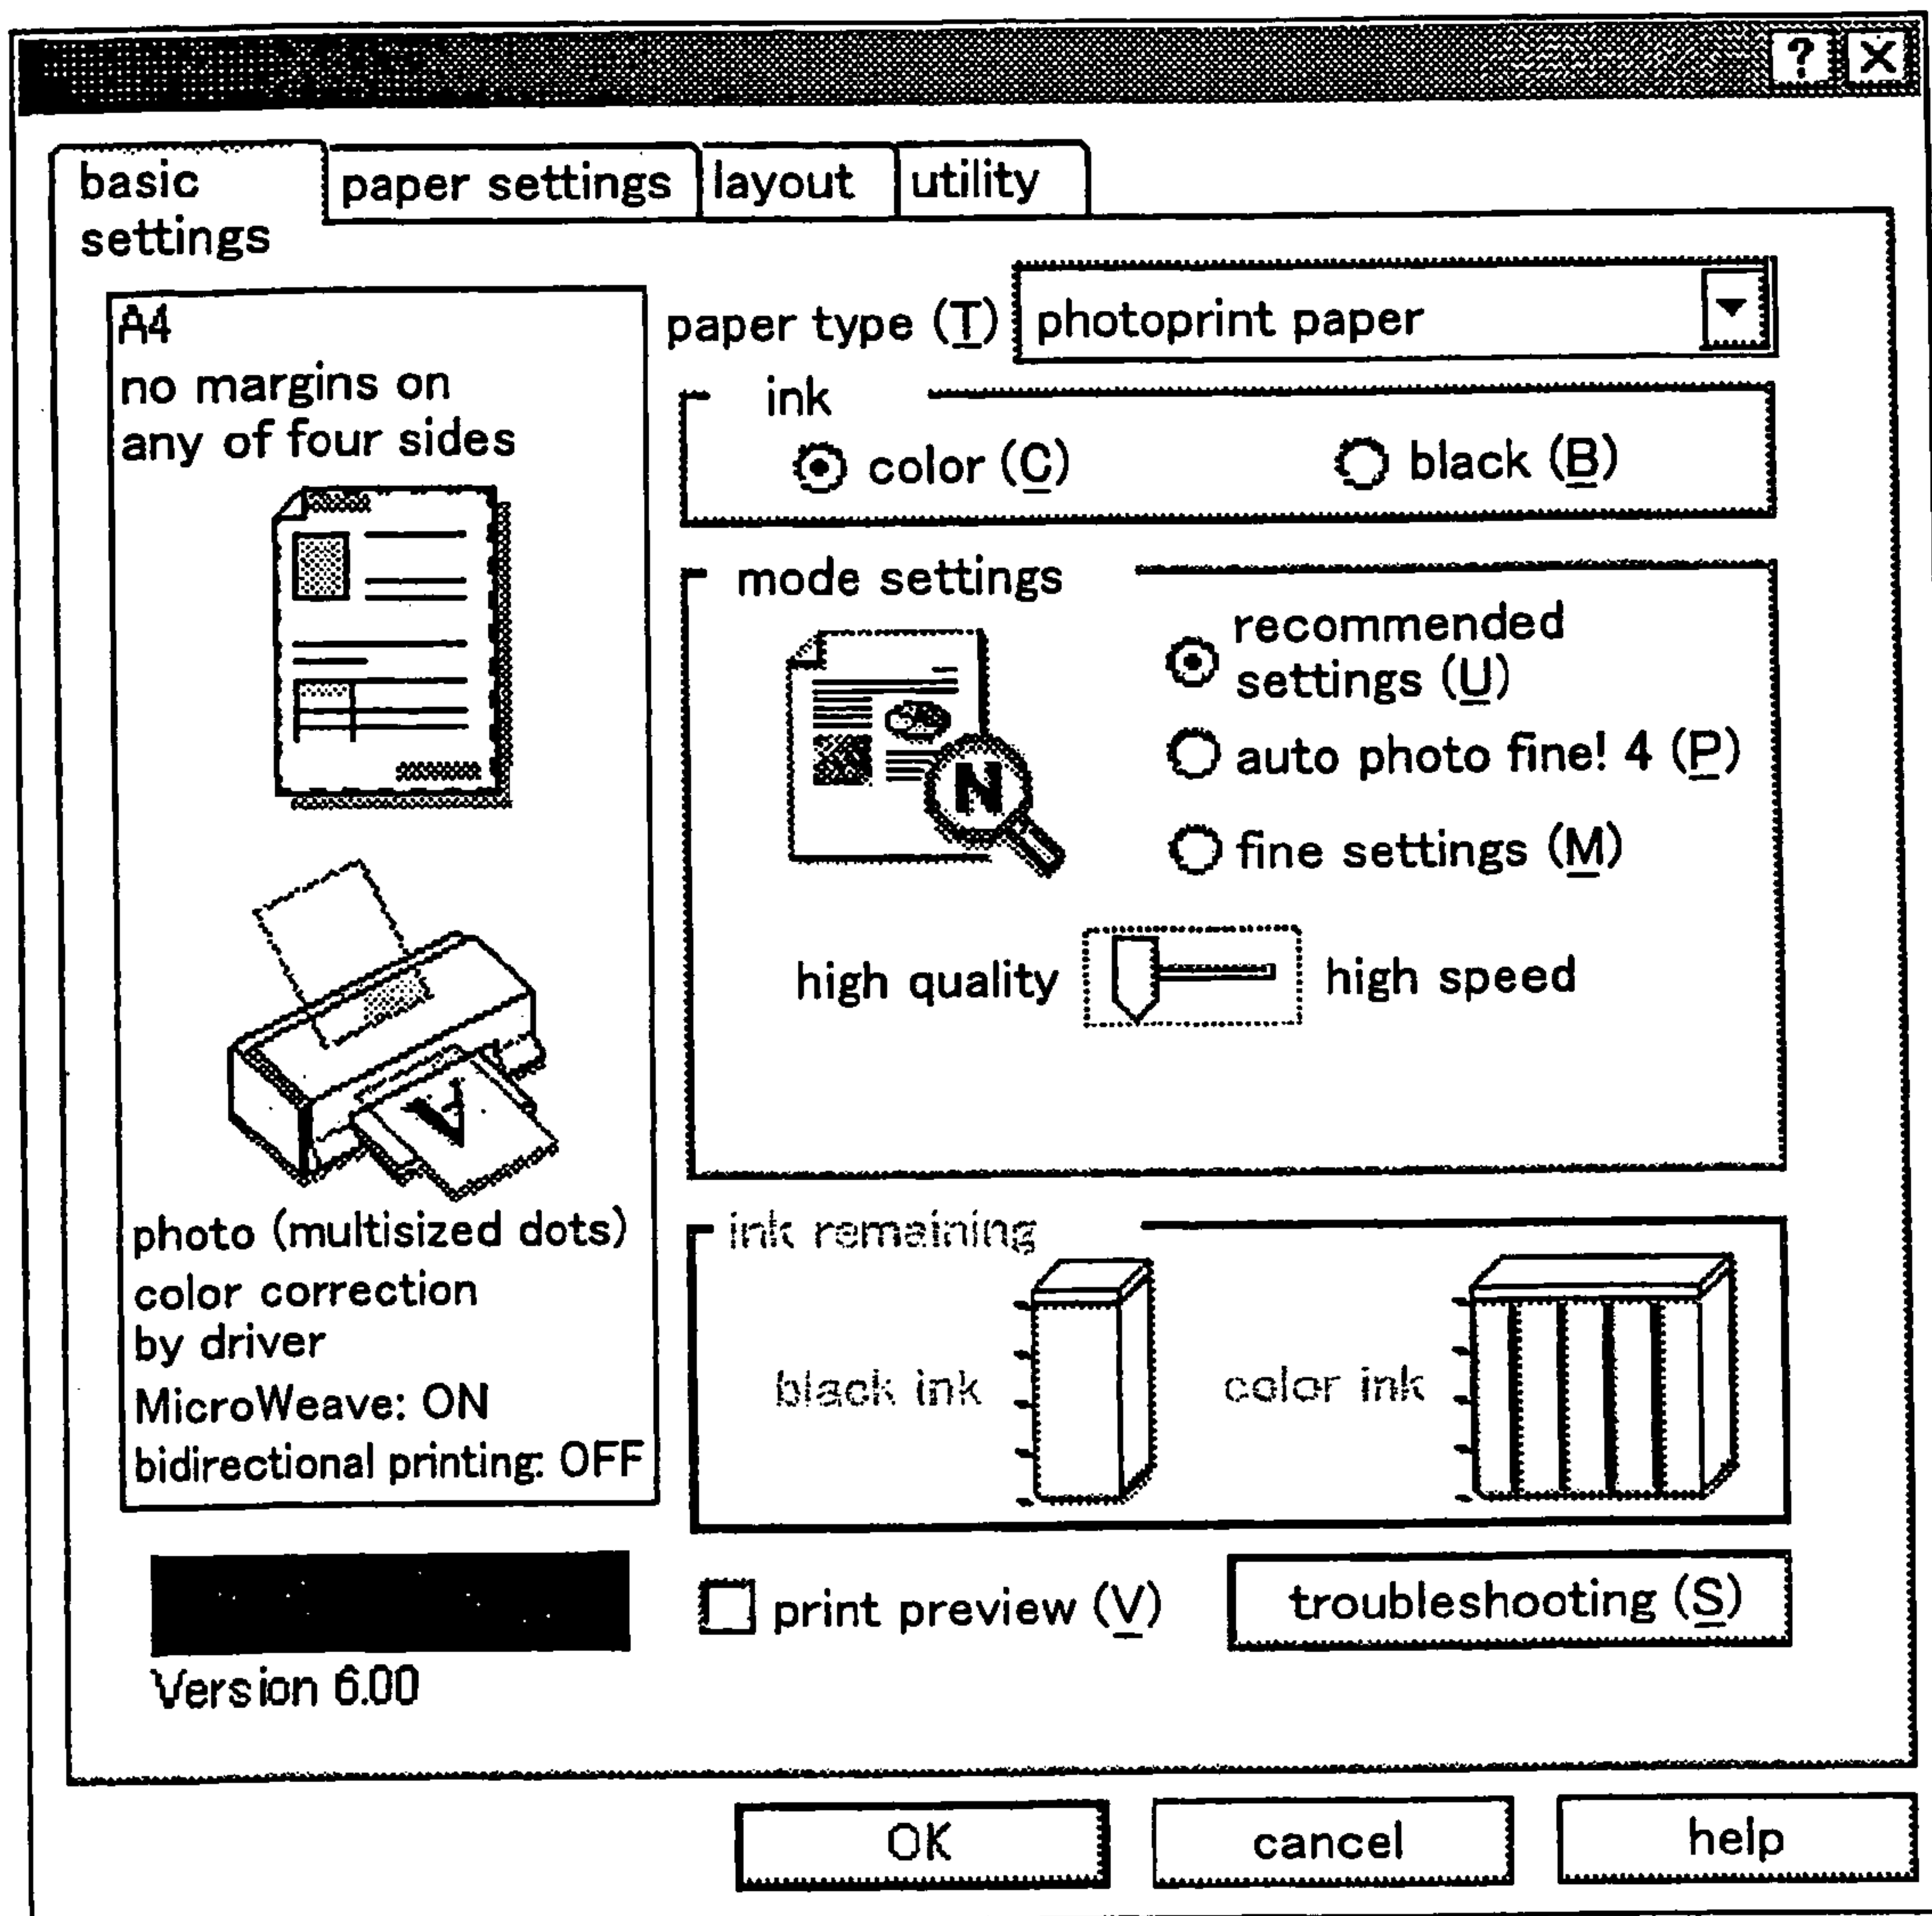 ? X
basic
settings
paper settings
layout
utility
A4
no margins on
any of four sides
paper type (T)
photoprint paper
ink
color (C)
black (B)
mode settings
N
recommended
settings (U)
auto photo fine! 4 (P)
fine settings (M)
high quality
high speed
A
photo (multisized dots)
color correction
by driver
MicroWeave: ON
bidirectional printing: OFF
ink remaining
black ink
color ink
Version 6.00
print preview (V)
troubleshooting (S)
OK
cancel
help